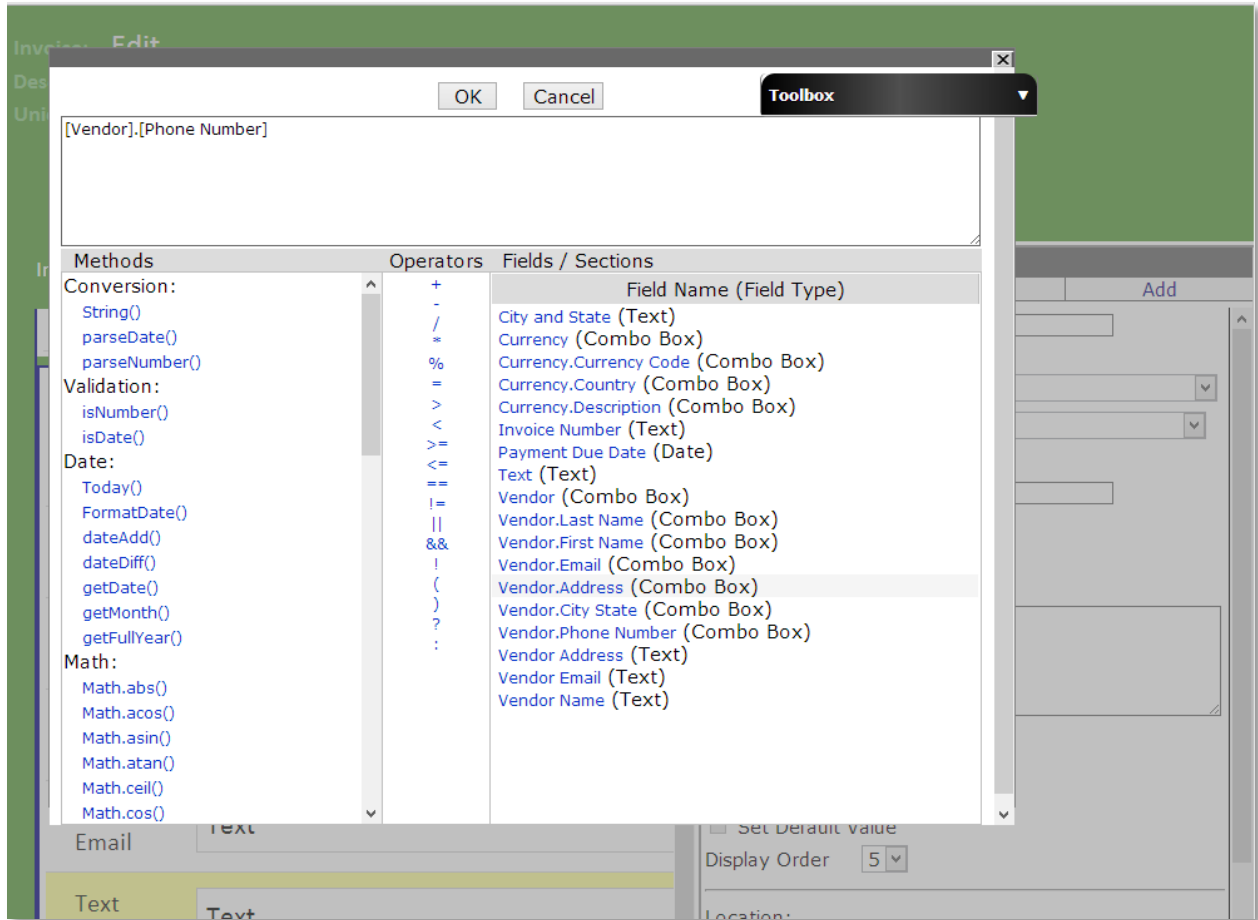 Invoice: Edit
Des
Uni
OK Cancel Toolbox
[Vendor].[Phone Number]
Methods Operators Fields / Sections
Conversion:
String()
parseDate()
parseNumber()
Validation:
isNumber()
isDate()
Date:
Today()
FormatDate()
dateAdd()
dateDiff()
getDate()
getMonth()
getFullYear()
Math:
Math.abs()
Math.acos()
Math.asin()
Math.atan()
Math.ceil()
Math.cos()
+
-
/
*
%
=
>
<
>=
<=
==
!=
||
&&
!
(
)
?
:
Field Name (Field Type)
City and State (Text)
Currency (Combo Box)
Currency.Currency Code (Combo Box)
Currency.Country (Combo Box)
Currency.Description (Combo Box)
Invoice Number (Text)
Payment Due Date (Date)
Text (Text)
Vendor (Combo Box)
Vendor.Last Name (Combo Box)
Vendor.First Name (Combo Box)
Vendor.Email (Combo Box)
Vendor.Address (Combo Box)
Vendor.City State (Combo Box)
Vendor.Phone Number (Combo Box)
Vendor Address (Text)
Vendor Email (Text)
Vendor Name (Text)
Add
Email Text
Text Text
Set Default Value
Display Order 5
Location: